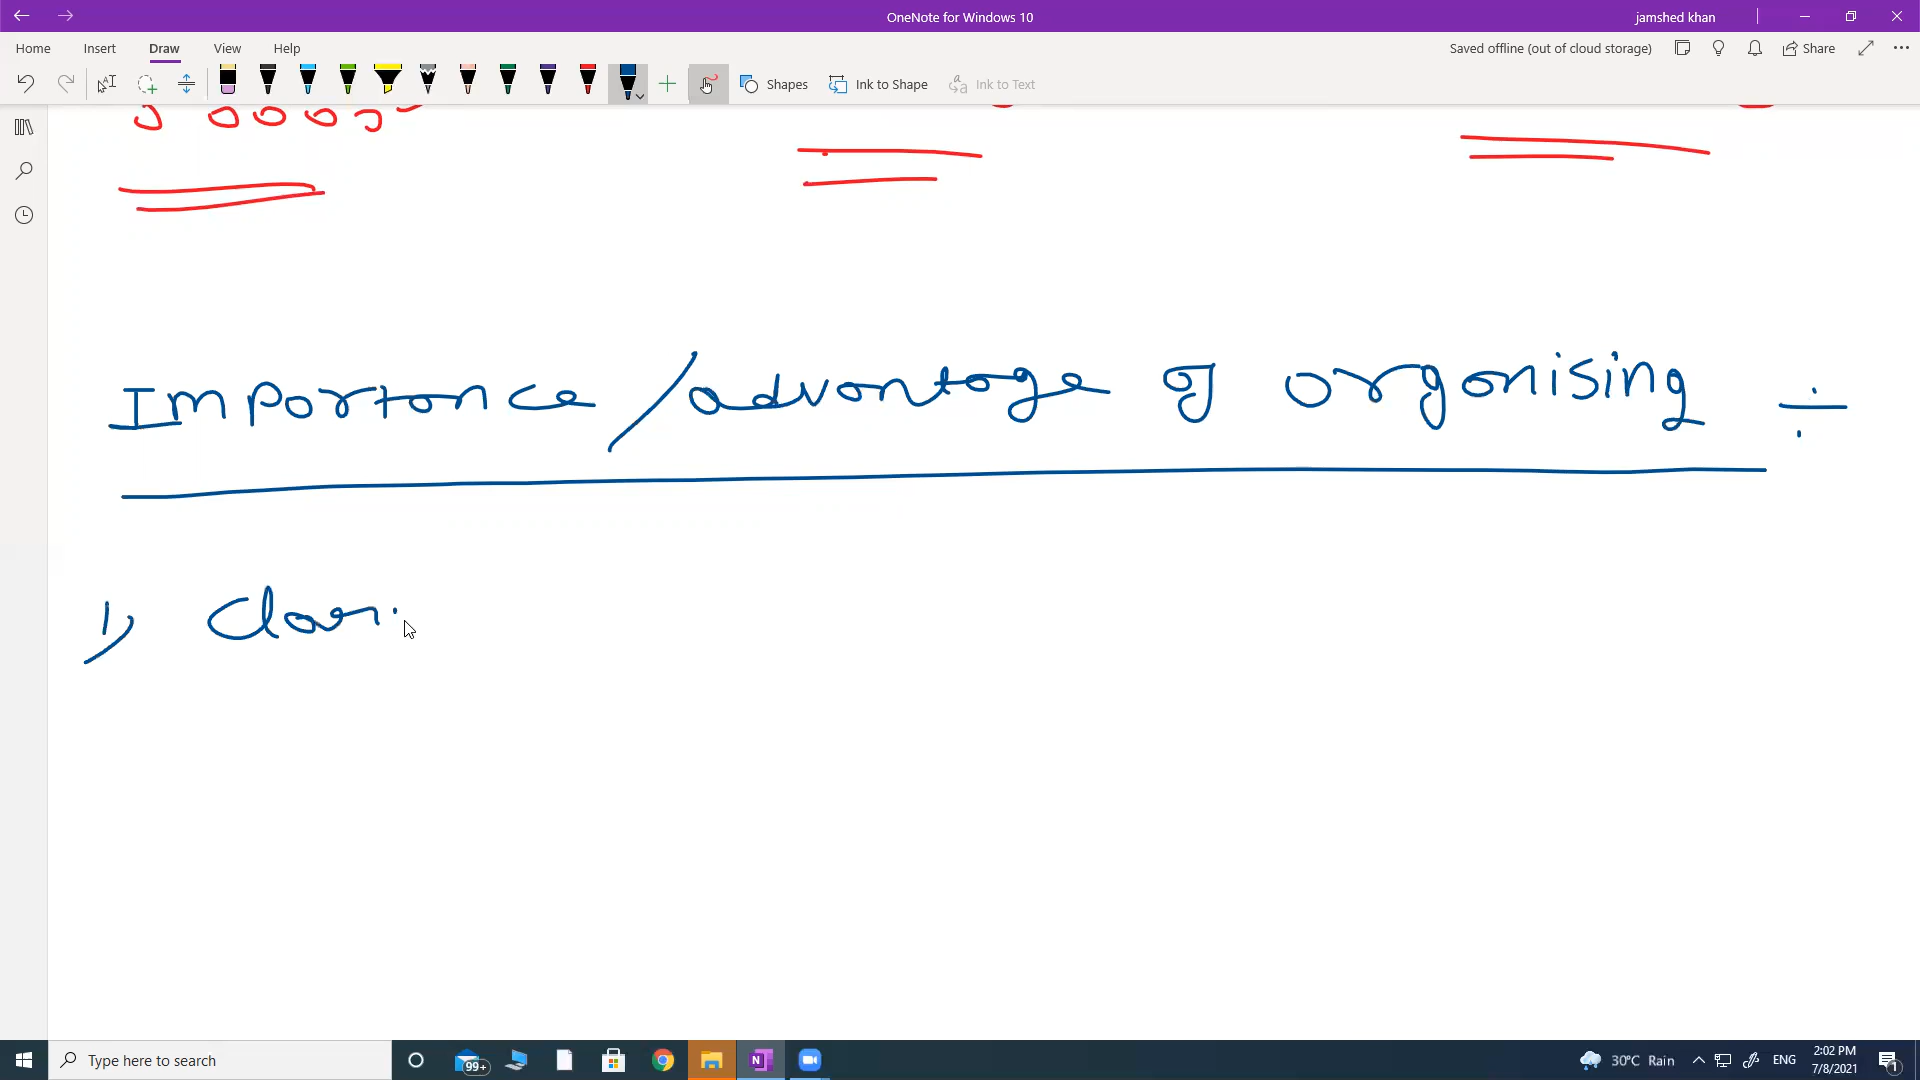 OneNote for Windows 10
jamshed khan
Home Insert Draw View Help
Saved offline (out of cloud storage)
Share
Shapes
Ink to Shape
Ink to Text
Importance/advantage of organising ÷
1) Clari
Type here to search
99+
30°C Rain
ENG
2:02 PM
7/8/2021
1